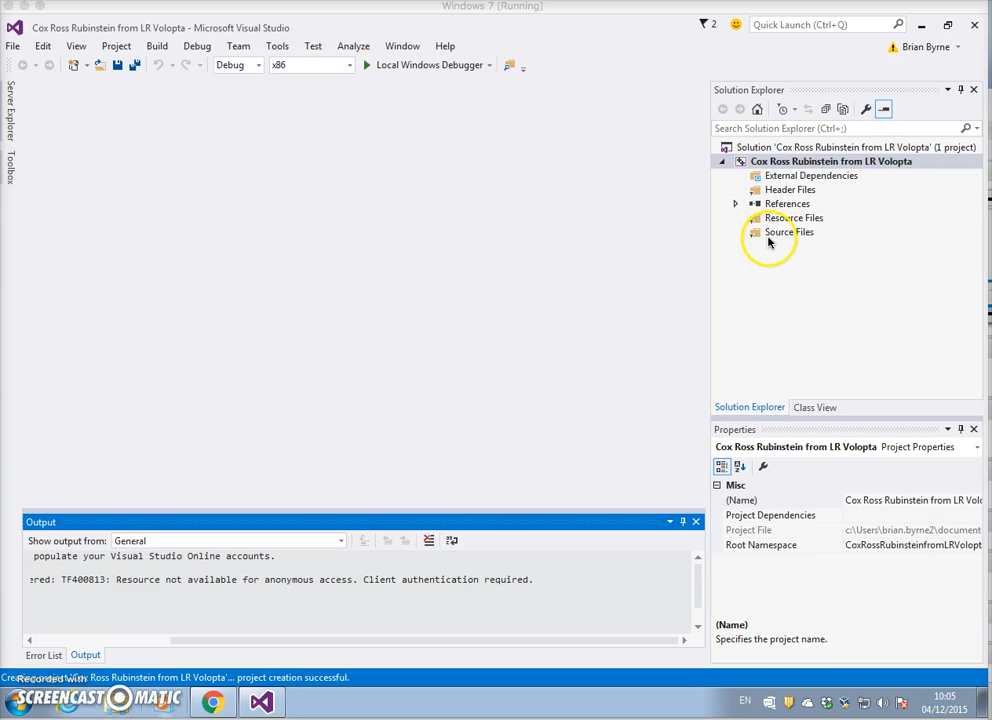 Windows 7 [Running]
Cox Ross Rubinstein from LR Volopta - Microsoft Visual Studio
2
Quick Launch (Ctrl+Q)
File Edit View Project Build Debug Team Tools Test Analyze Window Help
Brian Byrne
Debug x86 Local Windows Debugger
Server Explorer
Toolbox
Solution Explorer
Search Solution Explorer (Ctrl+;)
Solution 'Cox Ross Rubinstein from LR Volopta' (1 project)
Cox Ross Rubinstein from LR Volopta
External Dependencies
Header Files
References
Resource Files
Source Files
Solution Explorer Class View
Properties
Cox Ross Rubinstein from LR Volopta Project Properties
Misc
(Name) Cox Ross Rubinstein from LR Volo
Project Dependencies
Project File c:\Users\brian.byrne2\document
Root Namespace CoxRossRubinsteinfromLRVolopt
(Name)
Specifies the project name.
Output
Show output from: General
populate your Visual Studio Online accounts.
ered: TF400813: Resource not available for anonymous access. Client authentication required.
Error List Output
Creating project 'Cox Ross Rubinstein from LR Volopta'... project creation successful.
Recorded with
SCREENCAST MATIC
EN
10:05
04/12/2015